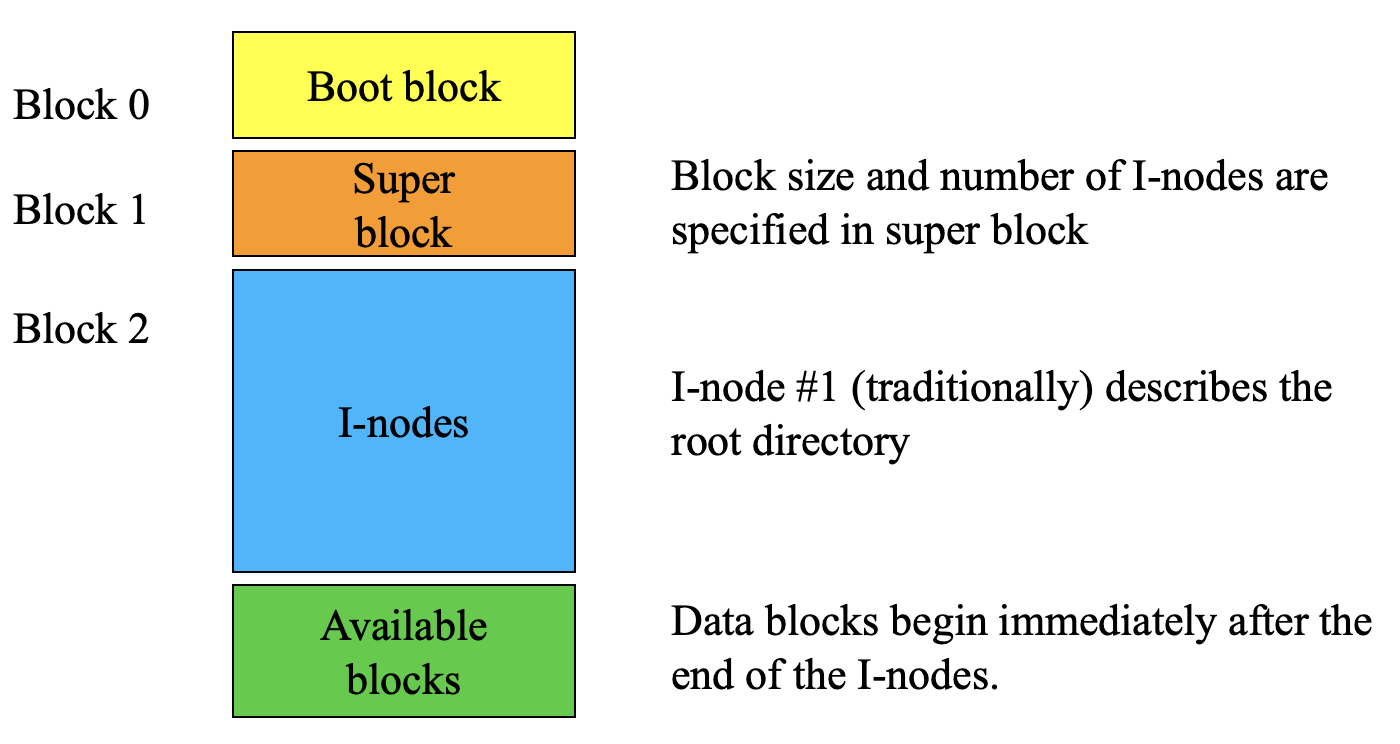 Block 0
Boot block
Block 1
Super
block
Block size and number of I-nodes are
specified in super block
Block 2
I-nodes
I-node #1 (traditionally) describes the
root directory
Available
blocks
Data blocks begin immediately after the
end of the I-nodes.